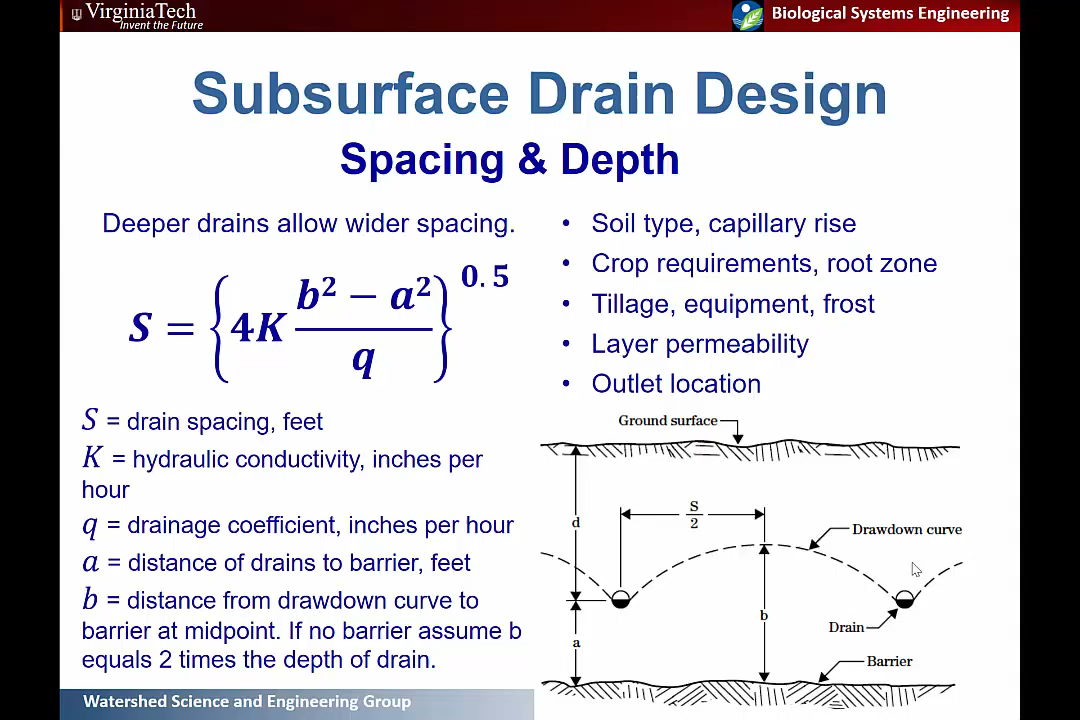 VirginiaTech
Invent the Future
Biological Systems Engineering
Subsurface Drain Design
Spacing & Depth
Deeper drains allow wider spacing.
S = {4K (b² − a²)/q}^0.5
S = drain spacing, feet
K = hydraulic conductivity, inches per
hour
q = drainage coefficient, inches per hour
a = distance of drains to barrier, feet
b = distance from drawdown curve to
barrier at midpoint. If no barrier assume b
equals 2 times the depth of drain.
• Soil type, capillary rise
• Crop requirements, root zone
• Tillage, equipment, frost
• Layer permeability
• Outlet location
Ground surface
S
2
d
Drawdown curve
b
Drain
a
Barrier
Watershed Science and Engineering Group